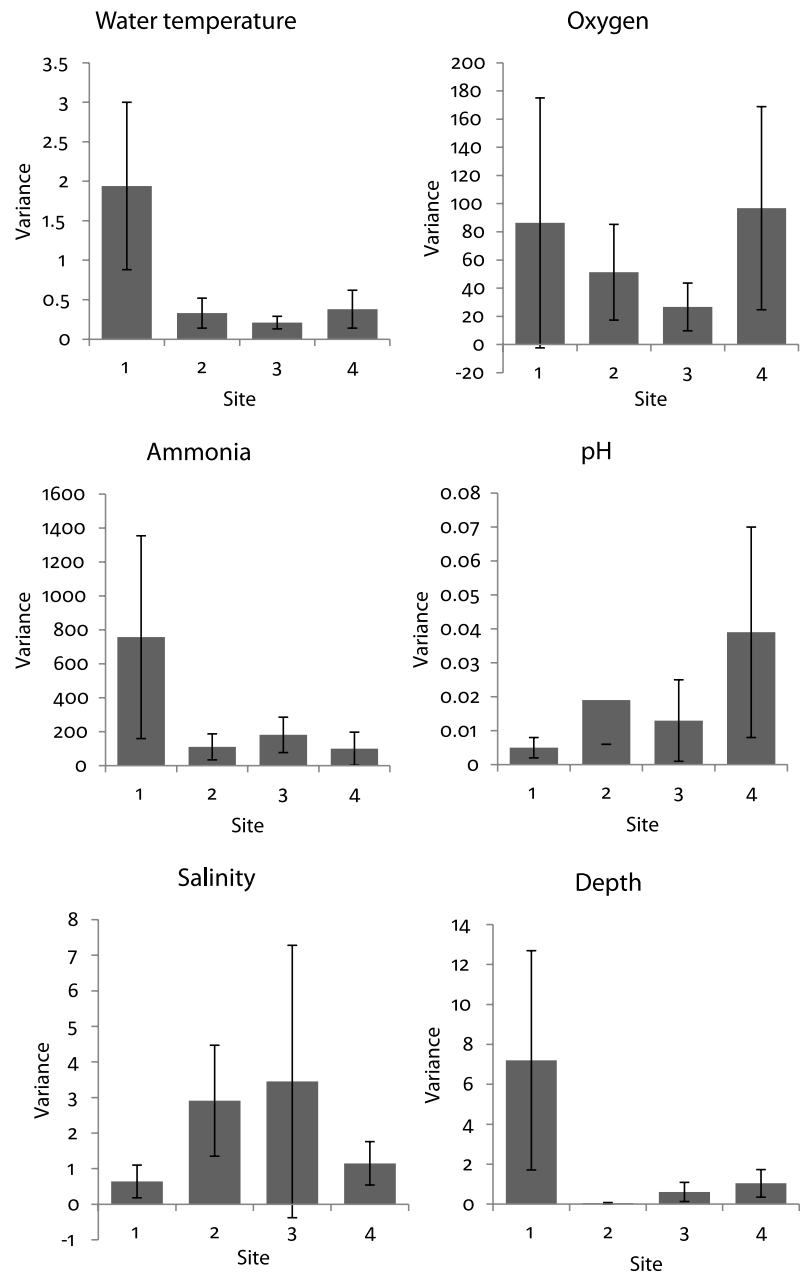 Water temperature
3.5
3
2.5
2
1.5
1
0.5
0
Variance
1 2 3 4
Site
Oxygen
200
180
160
140
120
100
80
60
40
20
0
-20
Variance
1 2 3 4
Site
Ammonia
1600
1400
1200
1000
800
600
400
200
0
Variance
1 2 3 4
Site
pH
0.08
0.07
0.06
0.05
0.04
0.03
0.02
0.01
0
Variance
1 2 3 4
Site
Salinity
8
7
6
5
4
3
2
1
0
-1
Variance
1 2 3 4
Site
Depth
14
12
10
8
6
4
2
0
Variance
1 2 3 4
Site